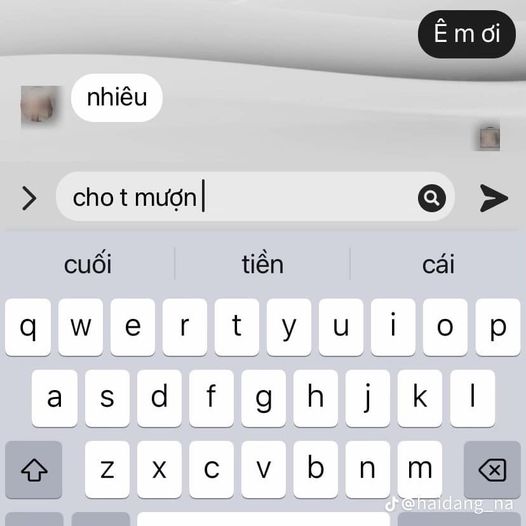 Ê m ơi
nhiêu
cho t mượn
cuối tiền cái
q w e r t y u i o p
a s d f g h j k l
z x c v b n m
@haidang_na